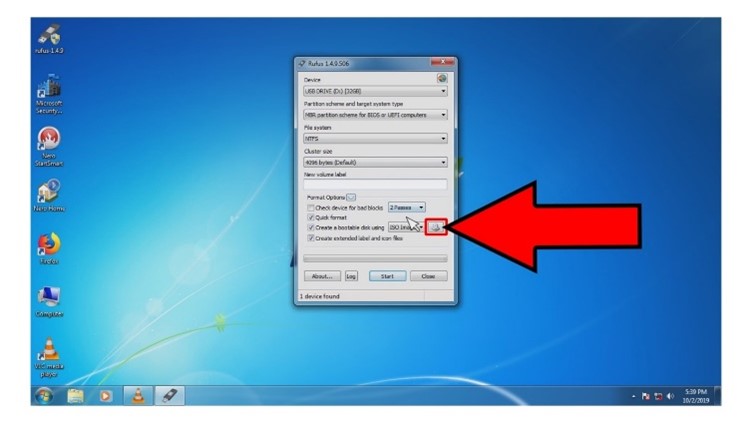 rufus 1.4.9
Microsoft
Security...
New
StartSmart
Nero Home
Firefox
Computer
VLC media
player
Rufus 1.4.9.506
Device
USB DRIVE (D:) [32GB]
Partition scheme and target system type
MBR partition scheme for BIOS or UEFI computers
File system
NTFS
Cluster size
4096 bytes (Default)
New volume label
Format Options
Check device for bad blocks 2 Passes
Quick format
Create a bootable disk using ISO Image
Create extended label and icon files
About... Log Start Close
1 device found
5:39 PM
10/2/2019